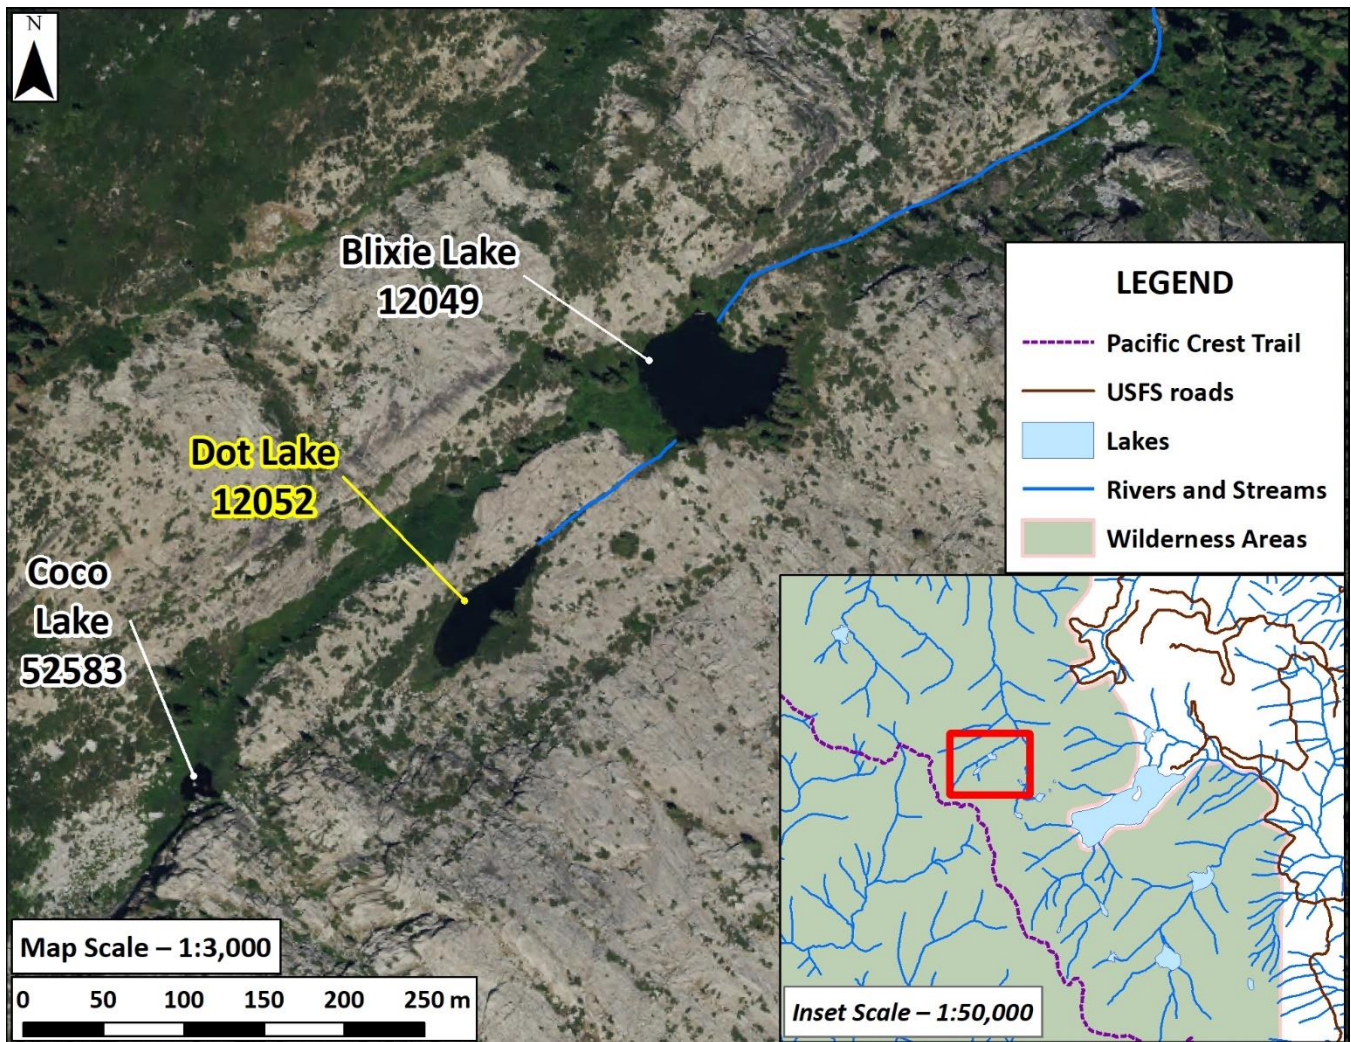 N
Blixie Lake
12049
Dot Lake
12052
Coco
Lake
52583
LEGEND
Pacific Crest Trail
USFS roads
Lakes
Rivers and Streams
Wilderness Areas
Map Scale – 1:3,000
0 50 100 150 200 250 m
Inset Scale – 1:50,000